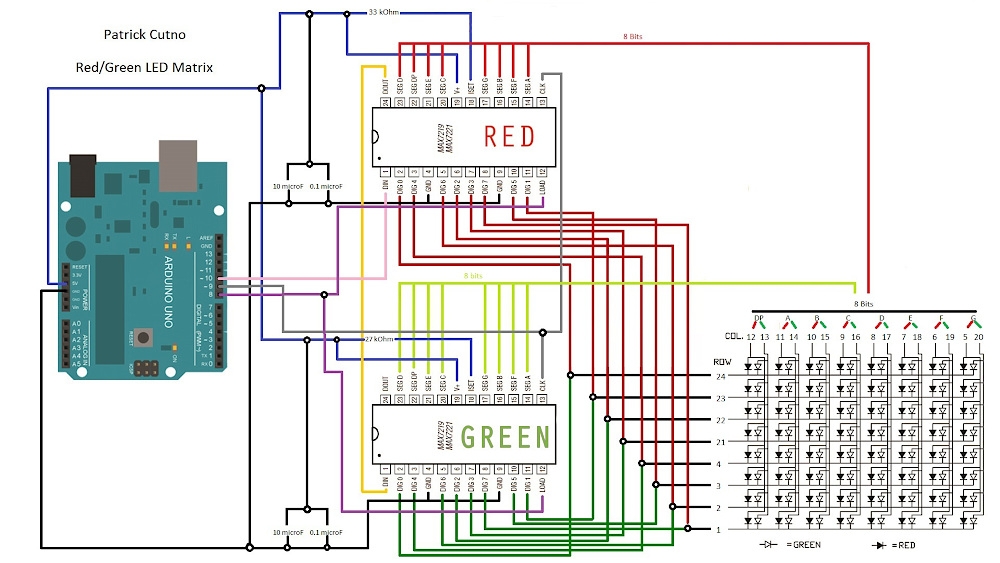 Patrick Cutno
Red/Green LED Matrix
33 kOhm
8 Bits
DOUT
SEG D
SEG DP
SEG E
SEG C
V+
ISET
SEG G
SEG B
SEG F
SEG A
CLK
24 23 22 21 20 19 18 17 16 15 14 13
MAX7219
MAX7221
RED
1 2 3 4 5 6 7 8 9 10 11 12
DIN
DIG 0
DIG 4
GND
DIG 6
DIG 2
DIG 3
DIG 7
GND
DIG 5
DIG 1
LOAD
10 microF
0.1 microF
AREF
GND
13
12
11
10
9
8
7
6
5
4
3
2
TX 1
RX 0
L
TX
RX
ARDUINO UNO
DIGITAL (PWM~)
RESET
3.3V
5V
GND
GND
Vin
POWER
A0
A1
A2
A3
A4
A5
ANALOG IN
RESET
ICSP
ON
8 bits
27 kOhm
DOUT
SEG D
SEG DP
SEG E
SEG C
V+
ISET
SEG G
SEG B
SEG F
SEG A
CLK
24 23 22 21 20 19 18 17 16 15 14 13
MAX7219
MAX7221
GREEN
1 2 3 4 5 6 7 8 9 10 11 12
DIN
DIG 0
DIG 4
GND
DIG 6
DIG 2
DIG 3
DIG 7
GND
DIG 5
DIG 1
LOAD
10 microF
0.1 microF
8 Bits
DP A B C D E F G
COL. 12 13 11 14 10 15 9 16 8 17 7 18 6 19 5 20
ROW
24
23
22
21
4
3
2
1
=GREEN
=RED